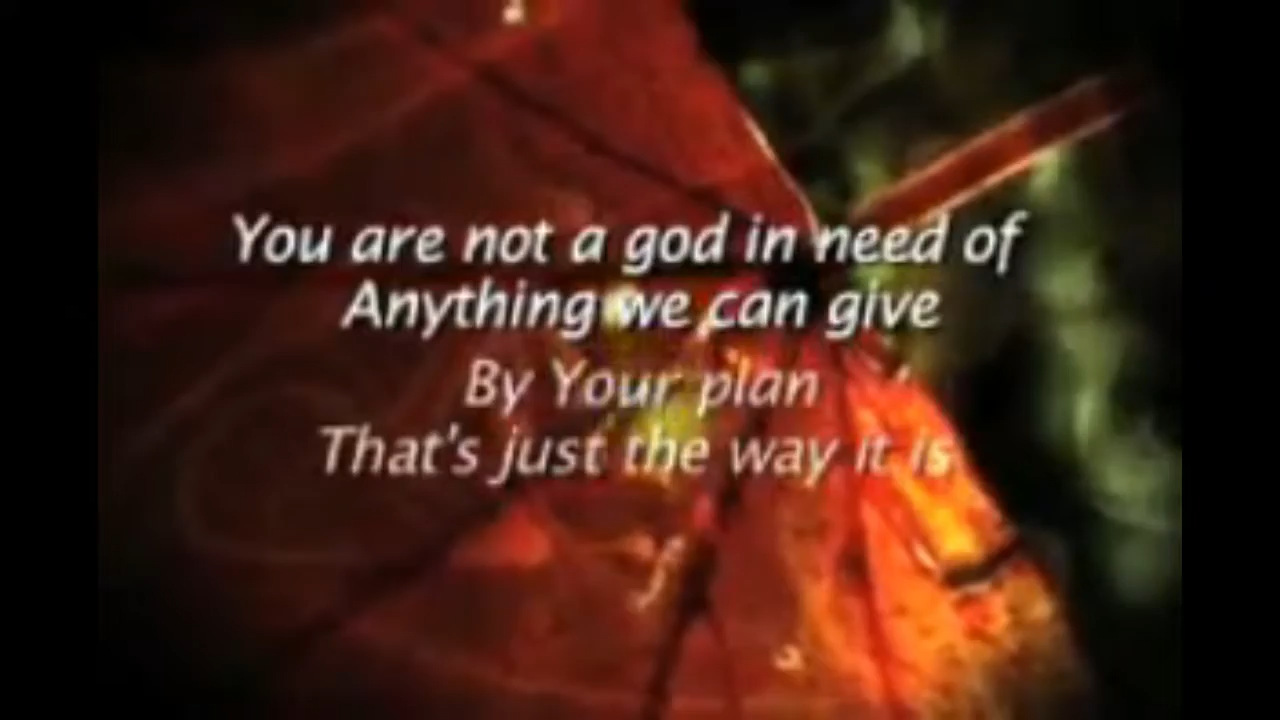 You are not a god in need of
Anything we can give
By Your plan
That's just the way it is